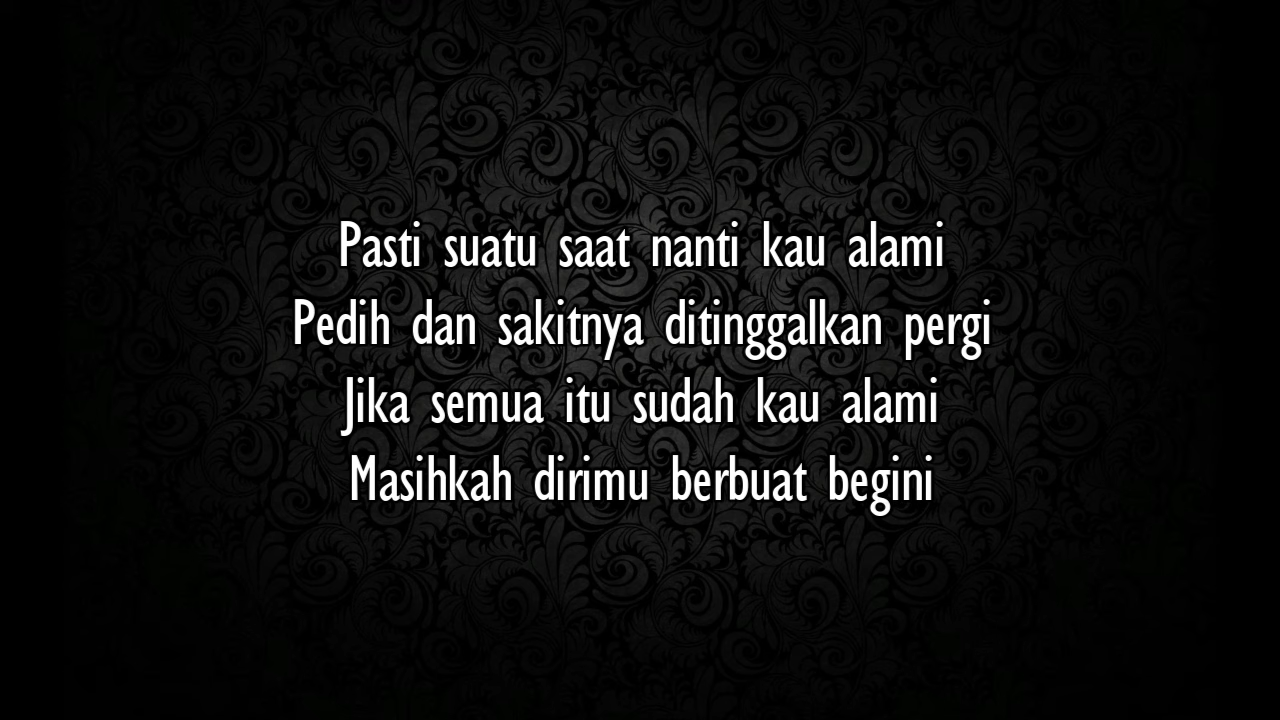 Pasti suatu saat nanti kau alami
Pedih dan sakitnya ditinggalkan pergi
Jika semua itu sudah kau alami
Masihkah dirimu berbuat begini